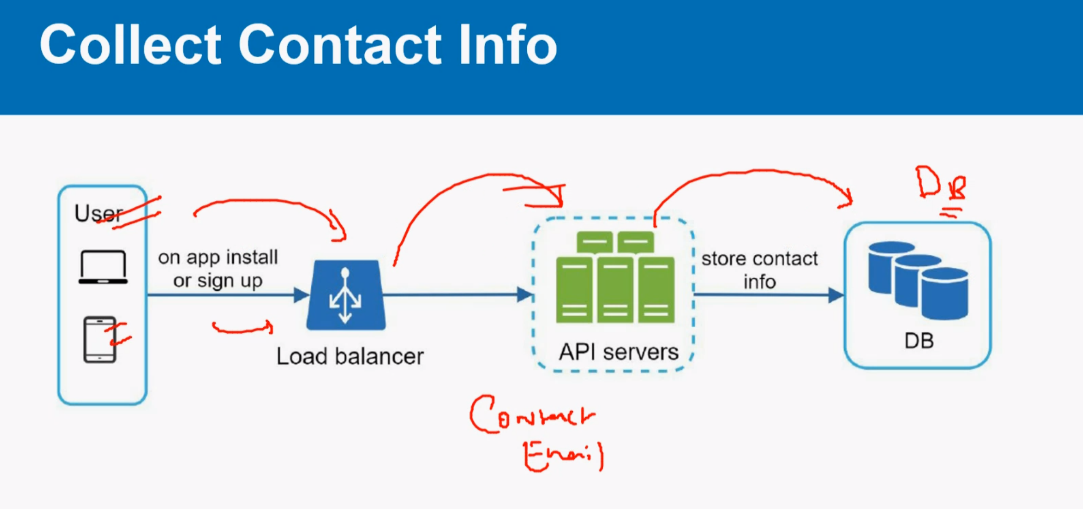 Collect Contact Info
DB
User
on app install
or sign up
store contact
info
Load balancer
API servers
DB
Contact
Email